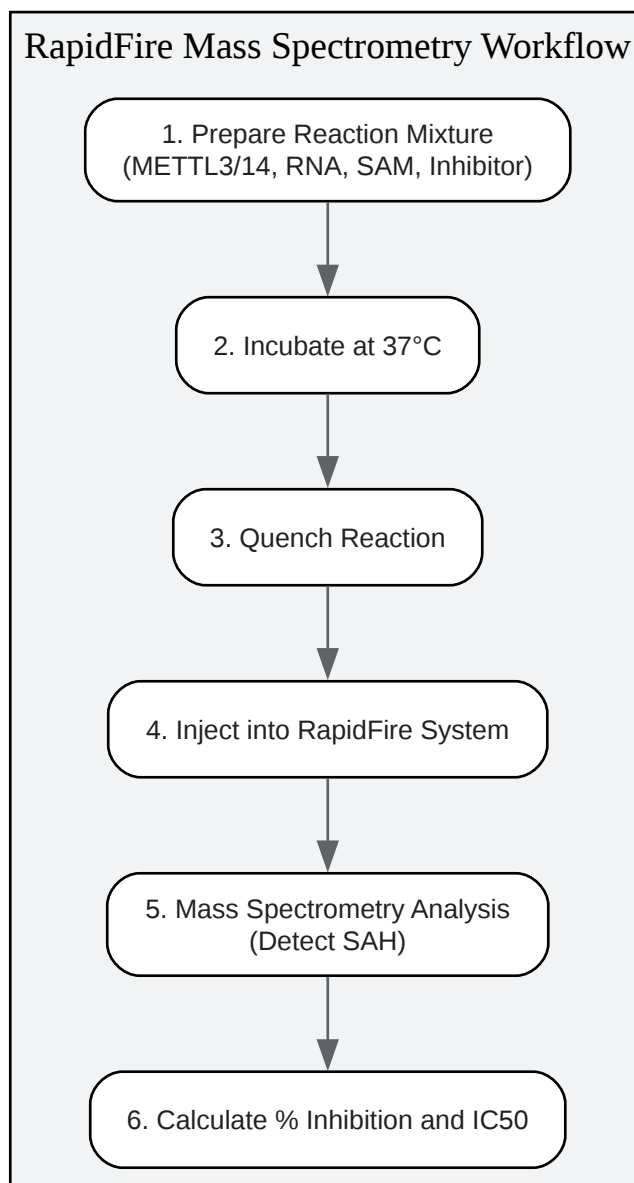 RapidFire Mass Spectrometry Workflow
1. Prepare Reaction Mixture
(METTL3/14, RNA, SAM, Inhibitor)
2. Incubate at 37°C
3. Quench Reaction
4. Inject into RapidFire System
5. Mass Spectrometry Analysis
(Detect SAH)
6. Calculate % Inhibition and IC50